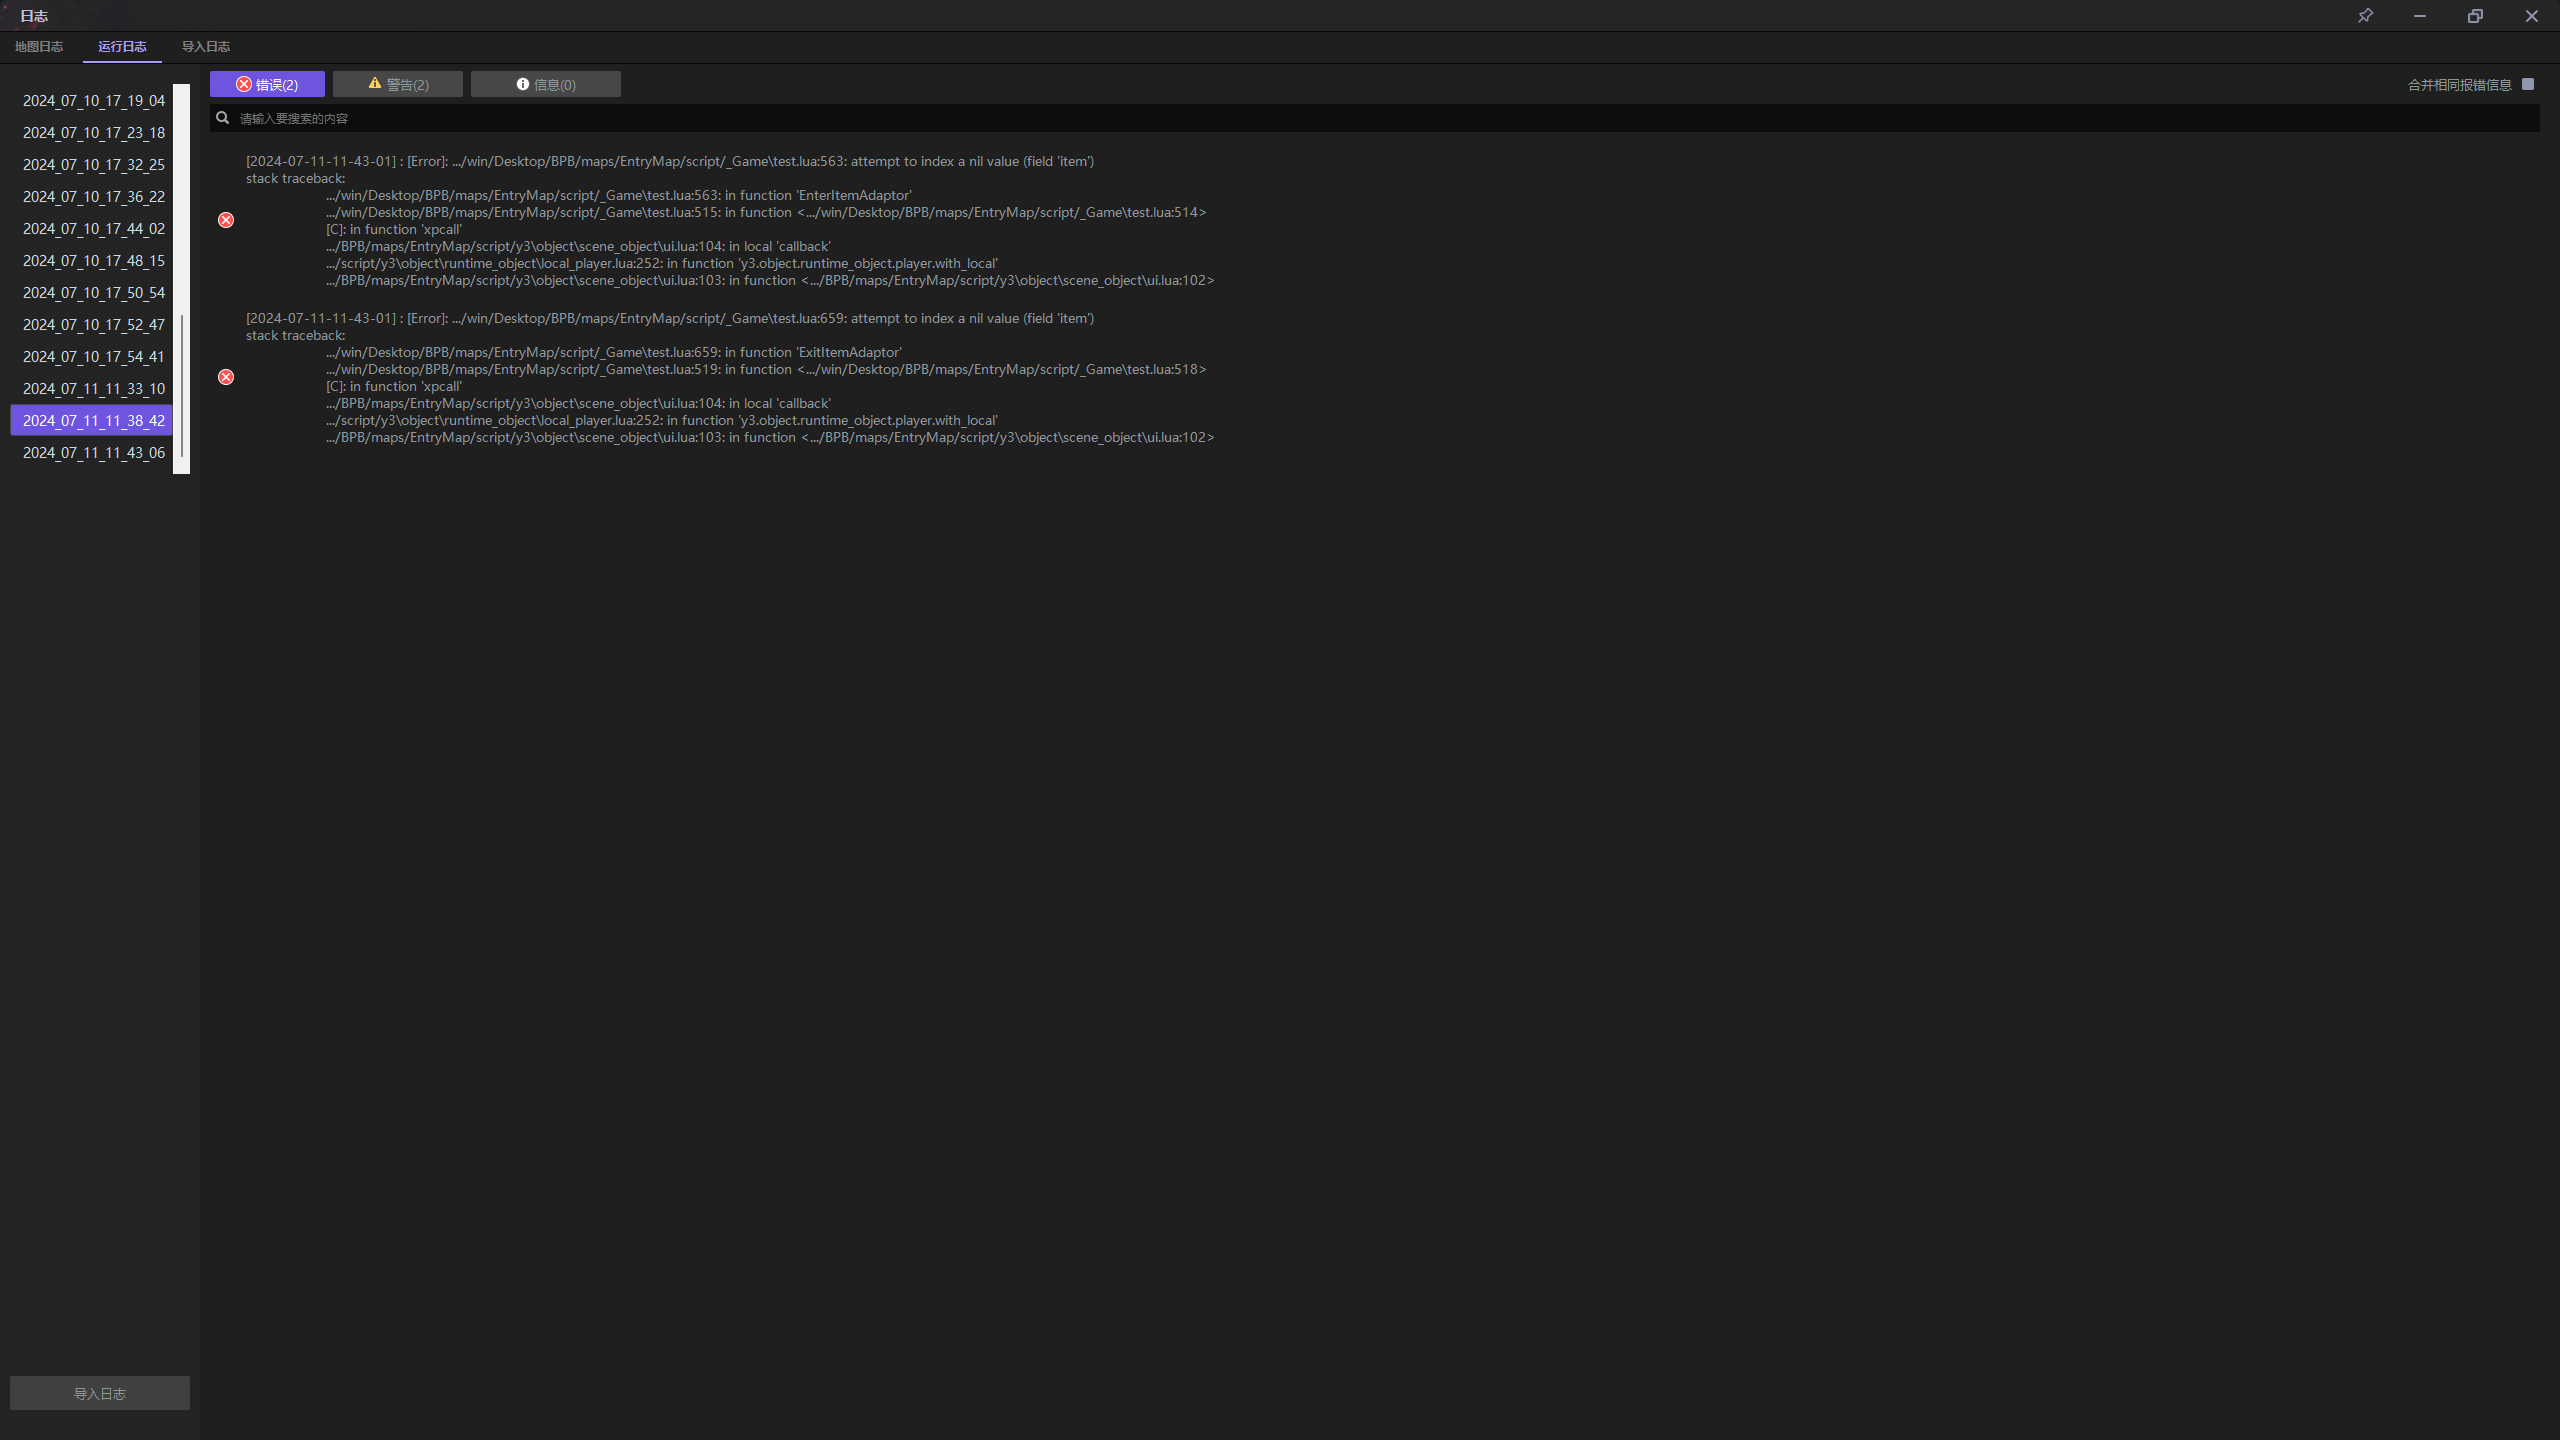 日志
地图日志
运行日志
导入日志
2024_07_10_17_19_04
2024_07_10_17_23_18
2024_07_10_17_32_25
2024_07_10_17_36_22
2024_07_10_17_44_02
2024_07_10_17_48_15
2024_07_10_17_50_54
2024_07_10_17_52_47
2024_07_10_17_54_41
2024_07_11_11_33_10
2024_07_11_11_38_42
2024_07_11_11_43_06
导入日志
错误(2)
警告(2)
信息(0)
合并相同报错信息
请输入要搜索的内容
[2024-07-11-11-43-01] : [Error]: .../win/Desktop/BPB/maps/EntryMap/script/_Game\test.lua:563: attempt to index a nil value (field 'item')
stack traceback:
.../win/Desktop/BPB/maps/EntryMap/script/_Game\test.lua:563: in function 'EnterItemAdaptor'
.../win/Desktop/BPB/maps/EntryMap/script/_Game\test.lua:515: in function <.../win/Desktop/BPB/maps/EntryMap/script/_Game\test.lua:514>
[C]: in function 'xpcall'
.../BPB/maps/EntryMap/script/y3\object\scene_object\ui.lua:104: in local 'callback'
.../script/y3\object\runtime_object\local_player.lua:252: in function 'y3.object.runtime_object.player.with_local'
.../BPB/maps/EntryMap/script/y3\object\scene_object\ui.lua:103: in function <.../BPB/maps/EntryMap/script/y3\object\scene_object\ui.lua:102>
[2024-07-11-11-43-01] : [Error]: .../win/Desktop/BPB/maps/EntryMap/script/_Game\test.lua:659: attempt to index a nil value (field 'item')
stack traceback:
.../win/Desktop/BPB/maps/EntryMap/script/_Game\test.lua:659: in function 'ExitItemAdaptor'
.../win/Desktop/BPB/maps/EntryMap/script/_Game\test.lua:519: in function <.../win/Desktop/BPB/maps/EntryMap/script/_Game\test.lua:518>
[C]: in function 'xpcall'
.../BPB/maps/EntryMap/script/y3\object\scene_object\ui.lua:104: in local 'callback'
.../script/y3\object\runtime_object\local_player.lua:252: in function 'y3.object.runtime_object.player.with_local'
.../BPB/maps/EntryMap/script/y3\object\scene_object\ui.lua:103: in function <.../BPB/maps/EntryMap/script/y3\object\scene_object\ui.lua:102>